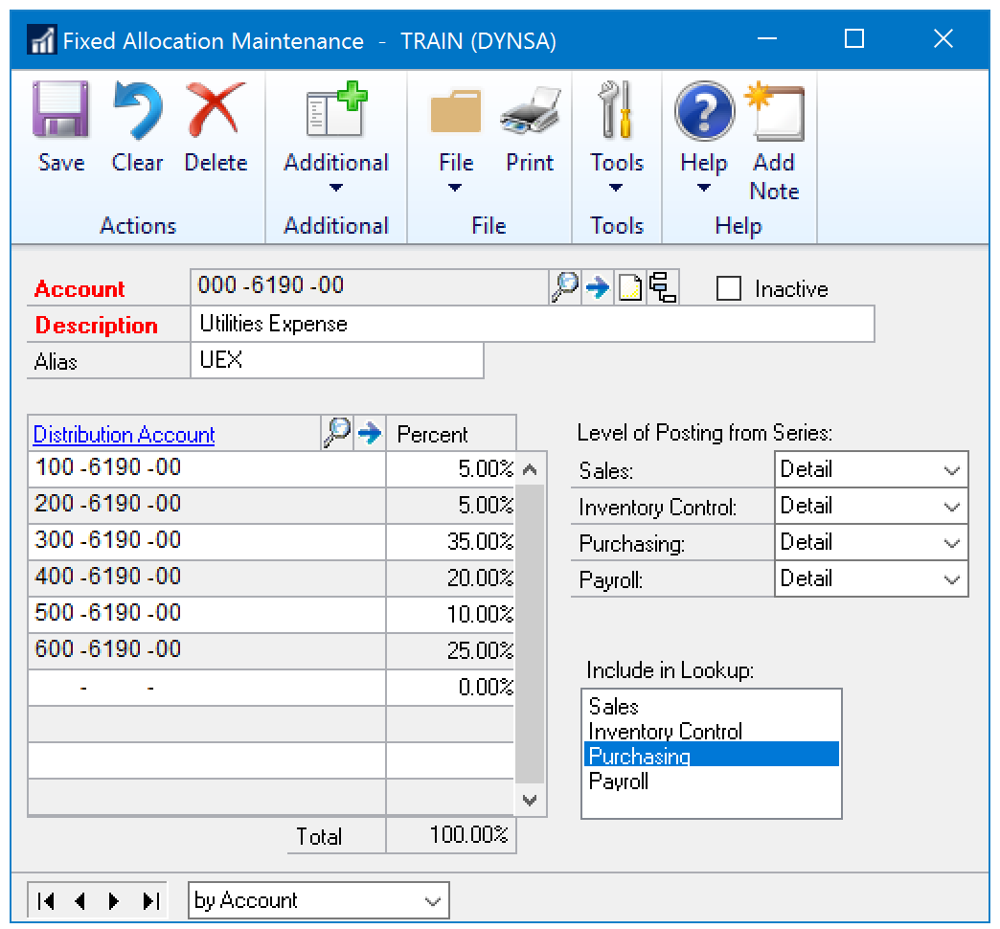 Fixed Allocation Maintenance  -  TRAIN (DYNSA)
Save Clear Delete Additional File Print Tools Help Add Note
Actions Additional File Tools Help
Account 000 -6190 -00 Inactive
Description Utilities Expense
Alias UEX
Distribution Account Percent
100 -6190 -00 5.00%
200 -6190 -00 5.00%
300 -6190 -00 35.00%
400 -6190 -00 20.00%
500 -6190 -00 10.00%
600 -6190 -00 25.00%
- - 0.00%
Total 100.00%
Level of Posting from Series:
Sales: Detail
Inventory Control: Detail
Purchasing: Detail
Payroll: Detail
Include in Lookup:
Sales
Inventory Control
Purchasing
Payroll
by Account